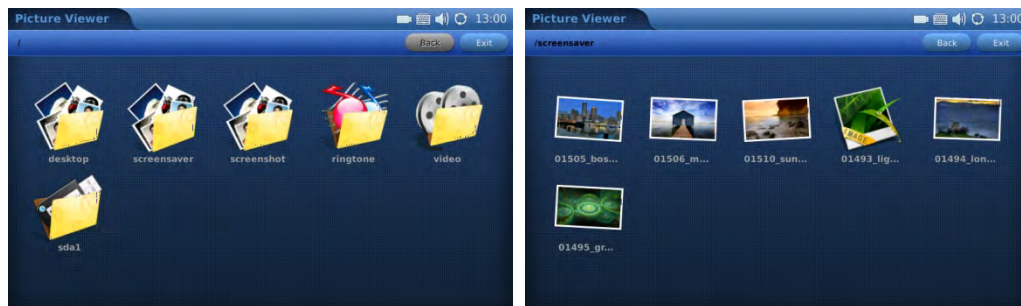 Picture Viewer 13:00
/ Back Exit
desktop screensaver screenshot ringtone video
sda1
Picture Viewer 13:00
/screensaver Back Exit
01505_bos... 01506_m... 01510_sun... 01493_lig... 01494_lon...
IMAGE
01495_gr...